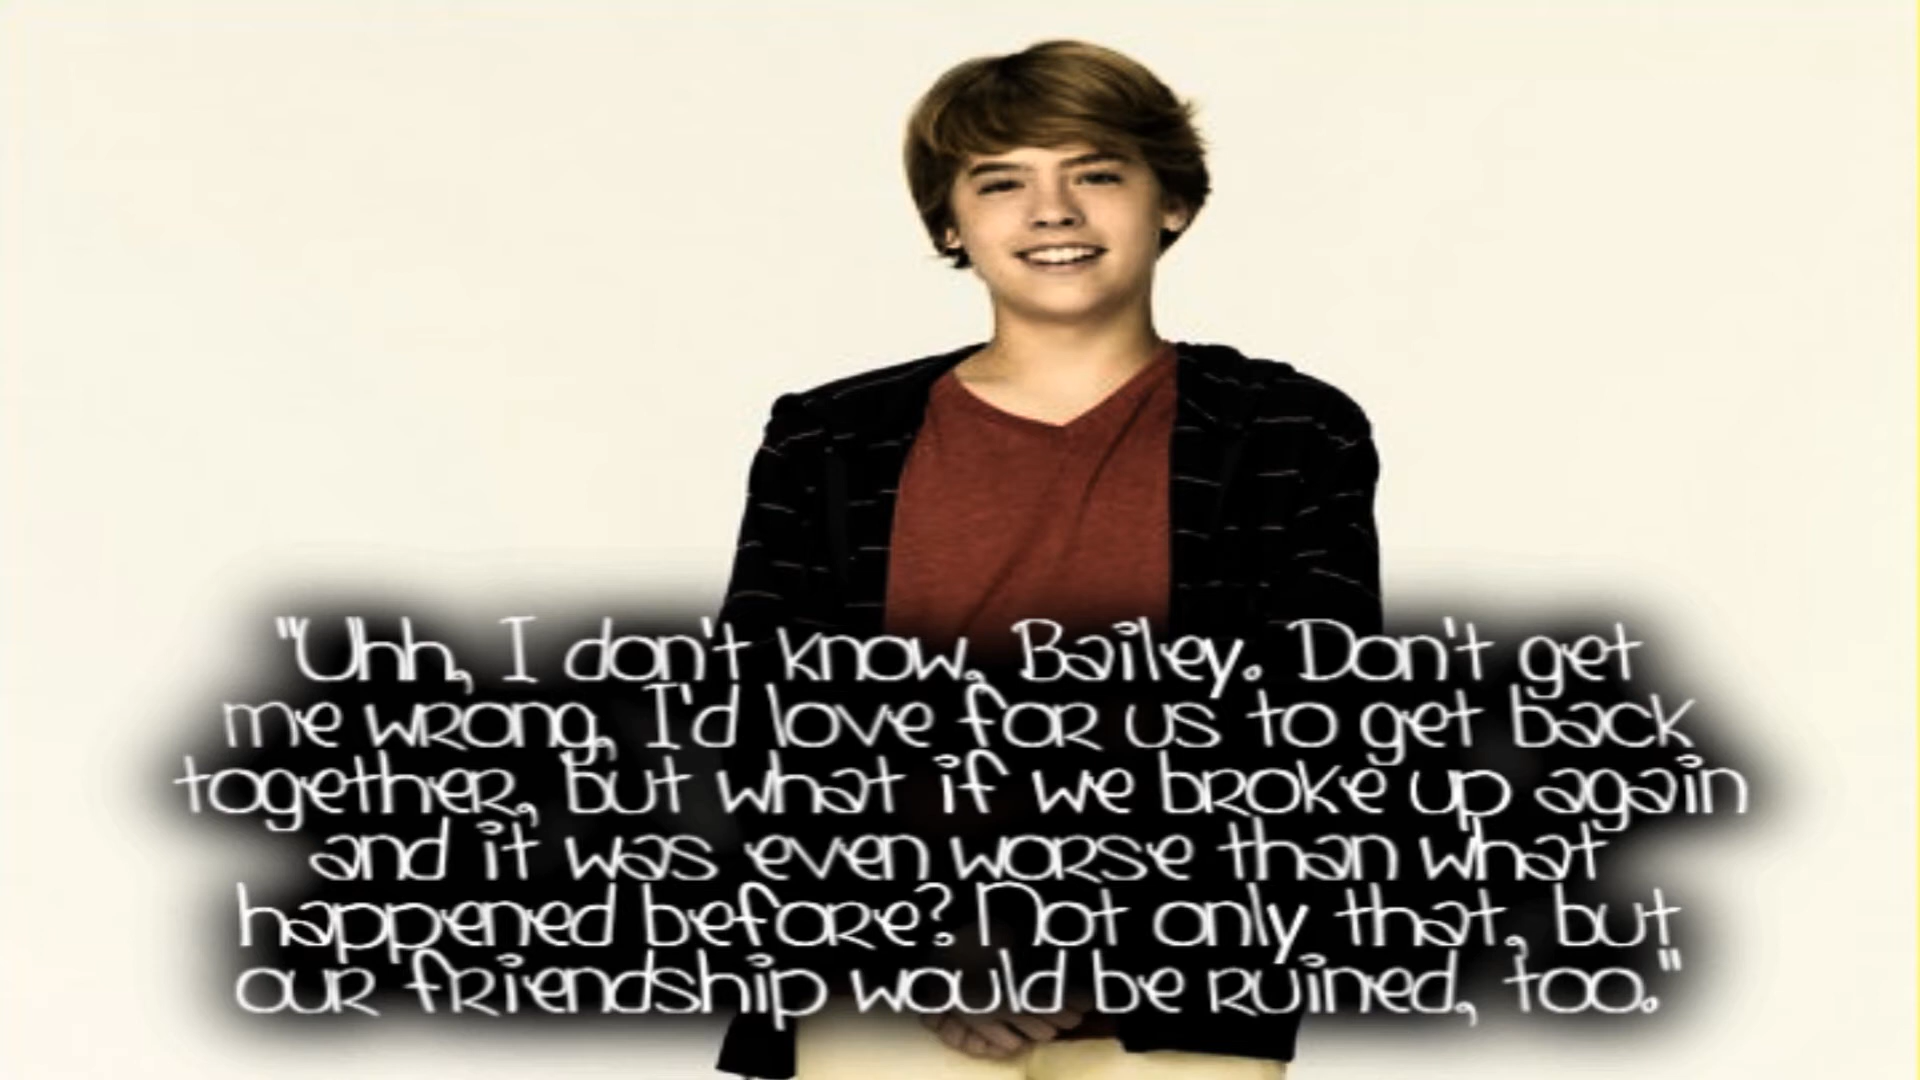 "Uhh, I don't know, Bailey. Don't get
me wrong, I'd love for us to get back
together, but what if we broke up again
and it was even worse than what
happened before? Not only that, but
our friendship would be ruined, too."